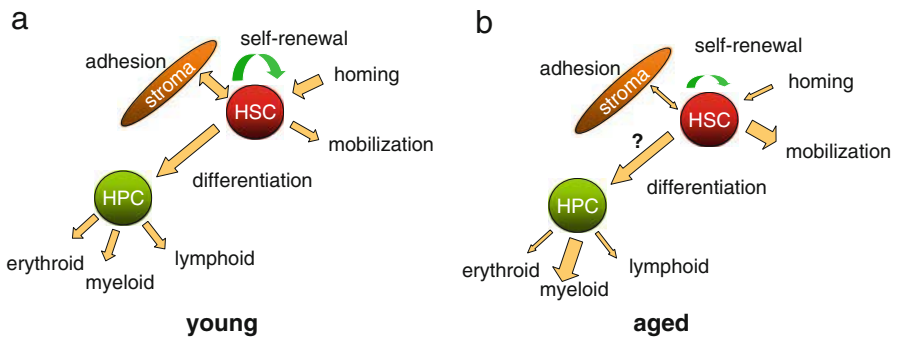 a
self-renewal
adhesion
homing
stroma
HSC
mobilization
differentiation
HPC
erythroid
lymphoid
myeloid
young
b
self-renewal
adhesion
homing
stroma
HSC
?
mobilization
differentiation
HPC
erythroid
lymphoid
myeloid
aged